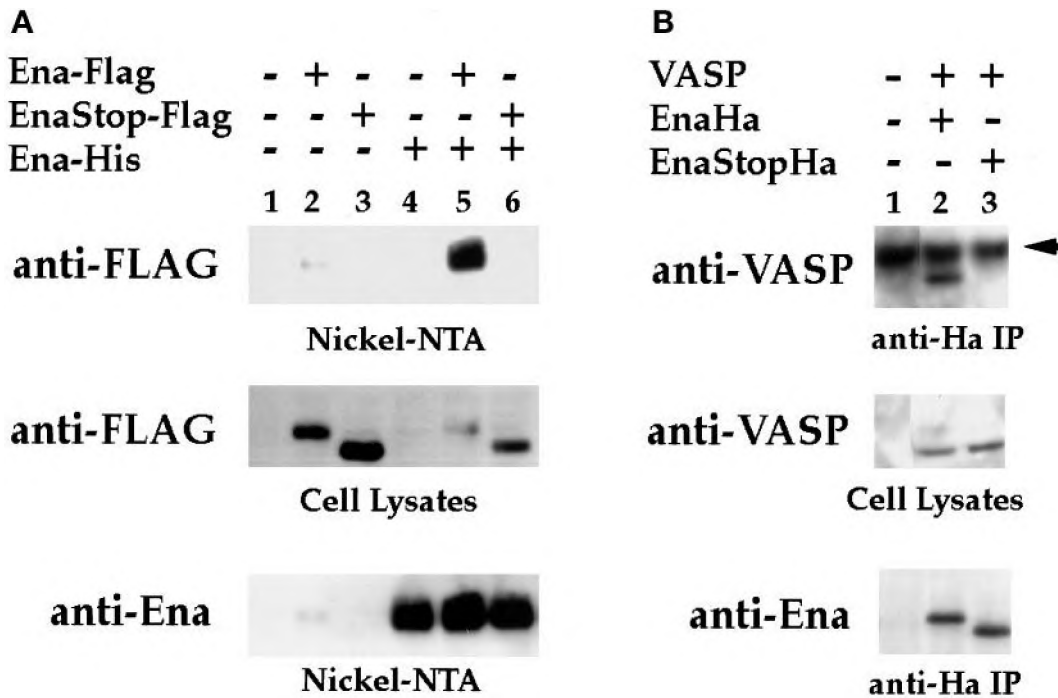 A
Ena-Flag - + - - + -
EnaStop-Flag - - + - - +
Ena-His - - - + + +
1 2 3 4 5 6
anti-FLAG
Nickel-NTA
anti-FLAG
Cell Lysates
anti-Ena
Nickel-NTA
B
VASP - + +
EnaHa - + -
EnaStopHa - - +
1 2 3
anti-VASP
anti-Ha IP
anti-VASP
Cell Lysates
anti-Ena
anti-Ha IP